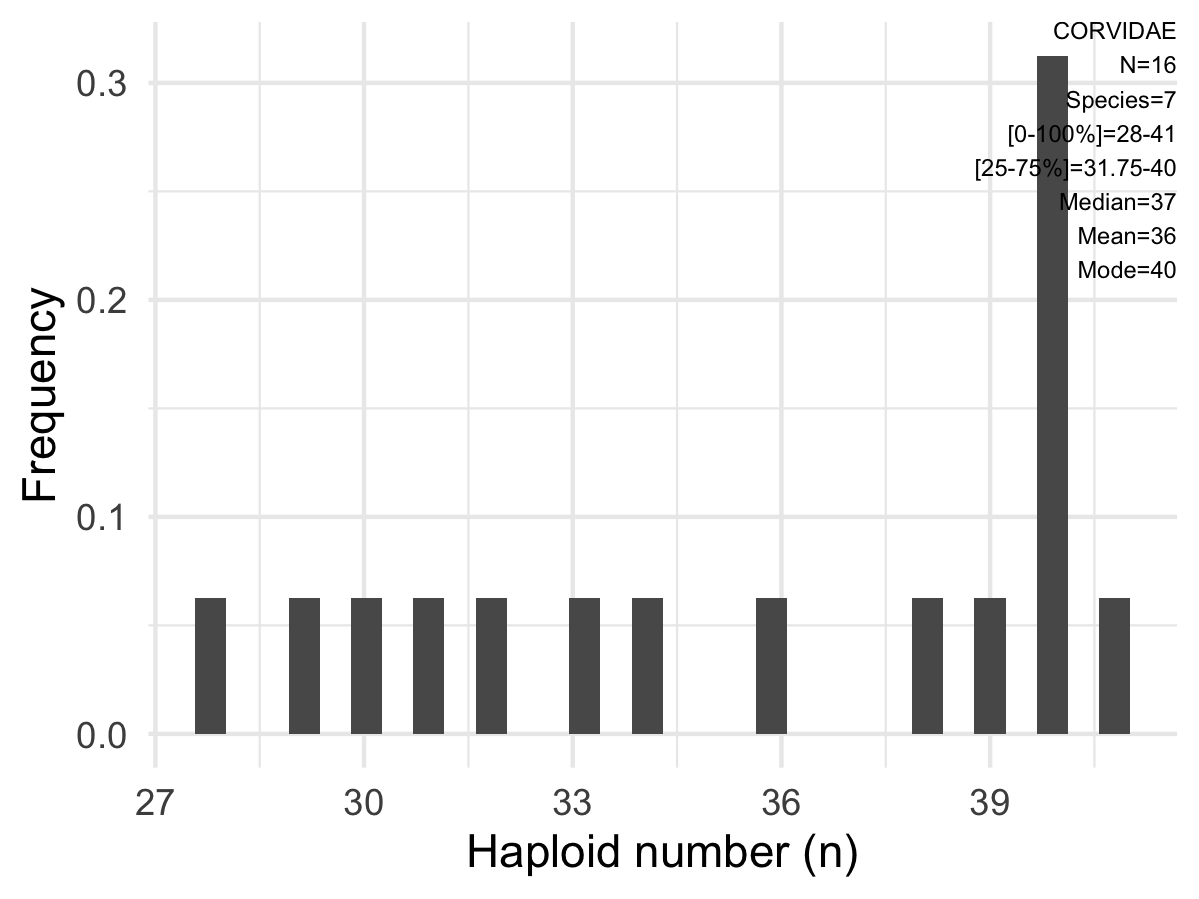 CORVIDAE
N=16
Species=7
[0-100%]=28-41
[25-75%]=31.75-40
Median=37
Mean=36
Mode=40
Frequency
0.3
0.2
0.1
0.0
27 30 33 36 39
Haploid number (n)